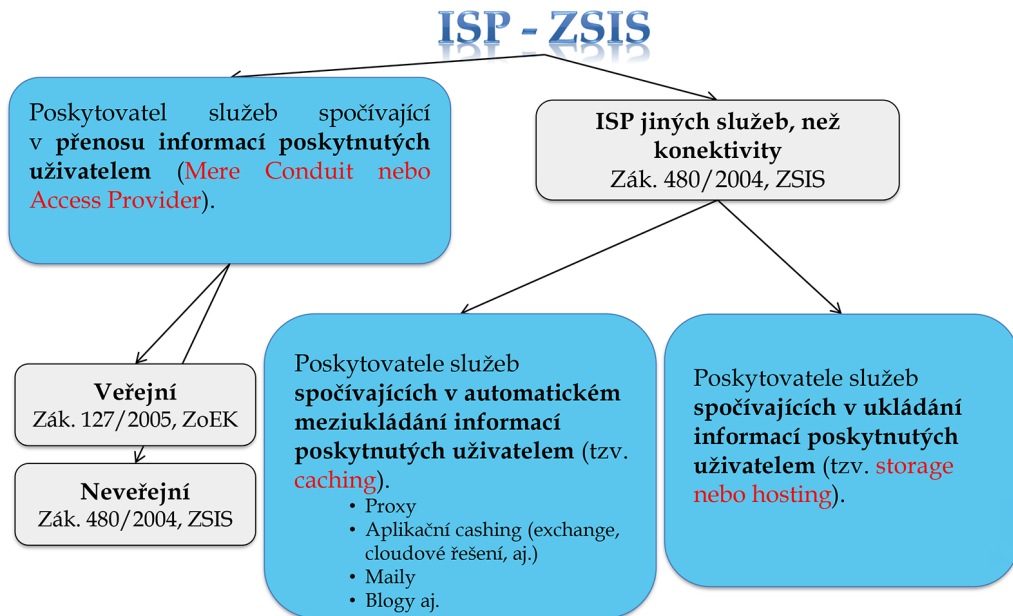 ISP - ZSIS
Poskytovatel služeb spočívající
v přenosu informací poskytnutých
uživatelem (Mere Conduit nebo
Access Provider).
ISP jiných služeb, než
konektivity
Zák. 480/2004, ZSIS
Veřejní
Zák. 127/2005, ZoEK
Neveřejní
Zák. 480/2004, ZSIS
Poskytovatele služeb
spočívajících v automatickém
meziukládání informací
poskytnutých uživatelem (tzv.
caching).
• Proxy
• Aplikační cashing (exchange,
cloudové řešení, aj.)
• Maily
• Blogy aj.
Poskytovatele služeb
spočívajících v ukládání
informací poskytnutých
uživatelem (tzv. storage
nebo hosting).